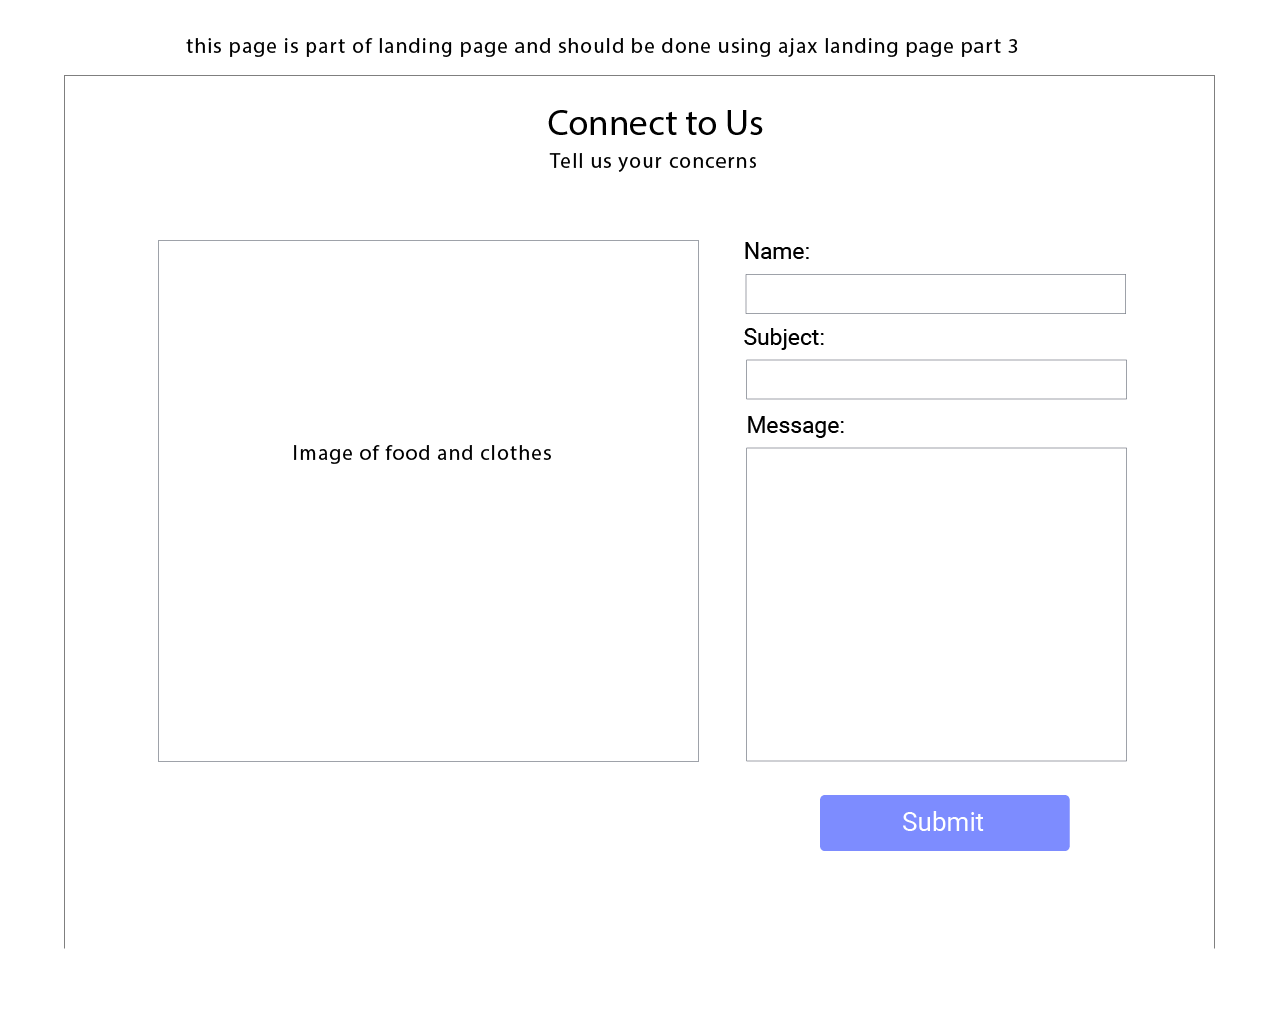 this page is part of landing page and should be done using ajax landing page part 3
Connect to Us
Tell us your concerns
Image of food and clothes
Name:
Subject:
Message:
Submit